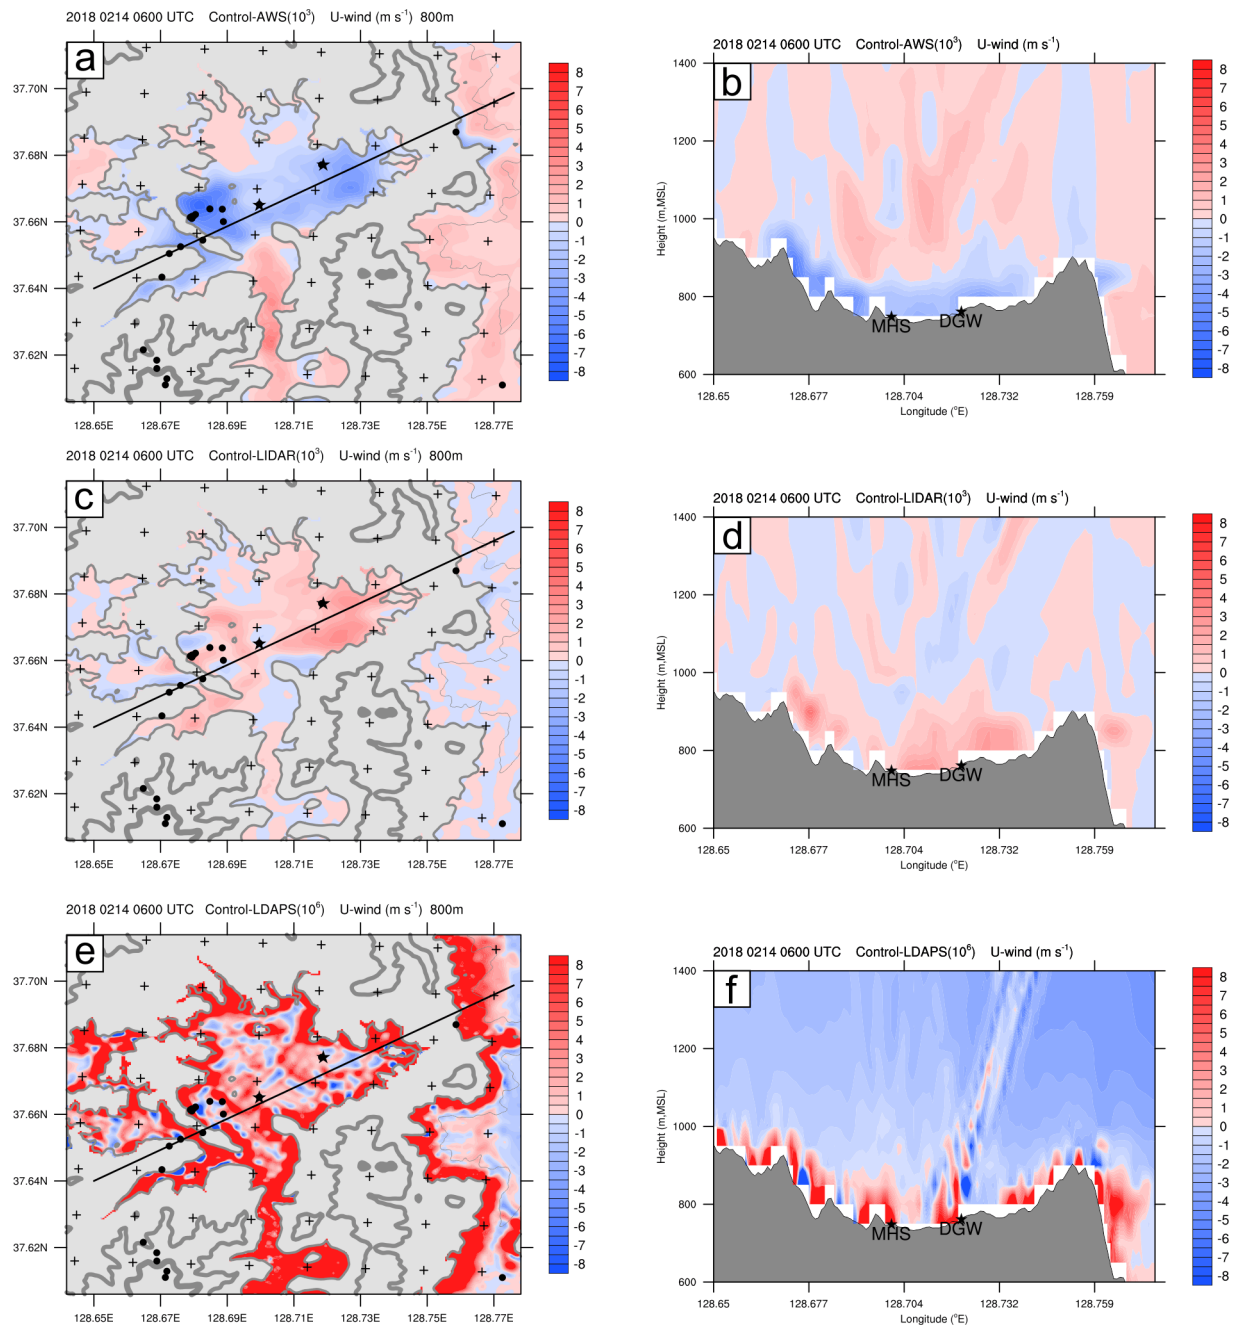 2018 0214 0600 UTC Control-AWS(10³) U-wind (m s⁻¹) 800m
a
37.70N
37.68N
37.66N
37.64N
37.62N
128.65E 128.67E 128.69E 128.71E 128.73E 128.75E 128.77E
8
7
6
5
4
3
2
1
0
-1
-2
-3
-4
-5
-6
-7
-8
2018 0214 0600 UTC Control-AWS(10³) U-wind (m s⁻¹)
b
Height (m,MSL)
1400
1200
1000
800
600
MHS DGW
128.65 128.677 128.704 128.732 128.759
Longitude (°E)
8
7
6
5
4
3
2
1
0
-1
-2
-3
-4
-5
-6
-7
-8
2018 0214 0600 UTC Control-LIDAR(10³) U-wind (m s⁻¹) 800m
c
37.70N
37.68N
37.66N
37.64N
37.62N
128.65E 128.67E 128.69E 128.71E 128.73E 128.75E 128.77E
8
7
6
5
4
3
2
1
0
-1
-2
-3
-4
-5
-6
-7
-8
2018 0214 0600 UTC Control-LIDAR(10³) U-wind (m s⁻¹)
d
Height (m,MSL)
1400
1200
1000
800
600
MHS DGW
128.65 128.677 128.704 128.732 128.759
Longitude (°E)
8
7
6
5
4
3
2
1
0
-1
-2
-3
-4
-5
-6
-7
-8
2018 0214 0600 UTC Control-LDAPS(10⁶) U-wind (m s⁻¹) 800m
e
37.70N
37.68N
37.66N
37.64N
37.62N
128.65E 128.67E 128.69E 128.71E 128.73E 128.75E 128.77E
8
7
6
5
4
3
2
1
0
-1
-2
-3
-4
-5
-6
-7
-8
2018 0214 0600 UTC Control-LDAPS(10⁶) U-wind (m s⁻¹)
f
Height (m,MSL)
1400
1200
1000
800
600
MHS DGW
128.65 128.677 128.704 128.732 128.759
Longitude (°E)
8
7
6
5
4
3
2
1
0
-1
-2
-3
-4
-5
-6
-7
-8